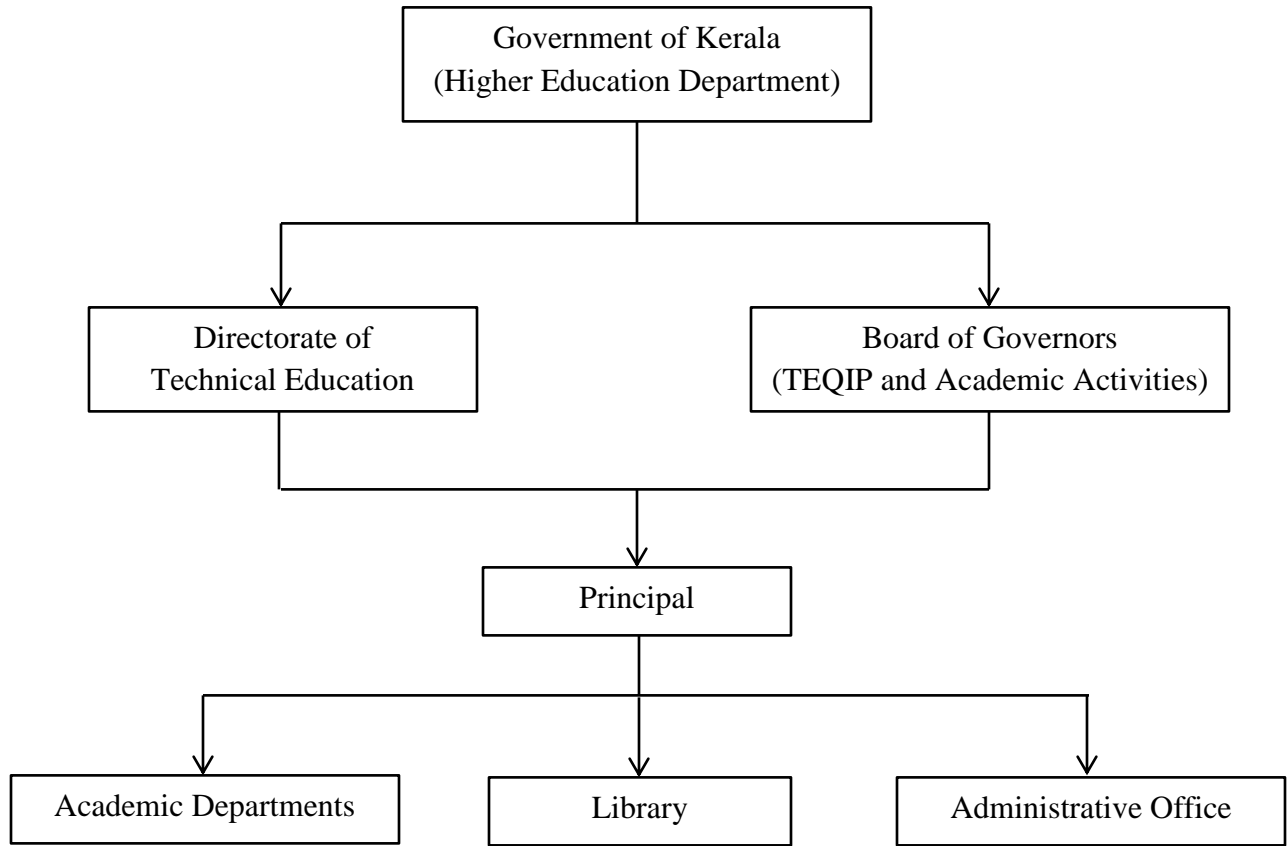 Government of Kerala
(Higher Education Department)
Directorate of
Technical Education
Board of Governors
(TEQIP and Academic Activities)
Principal
Academic Departments
Library
Administrative Office